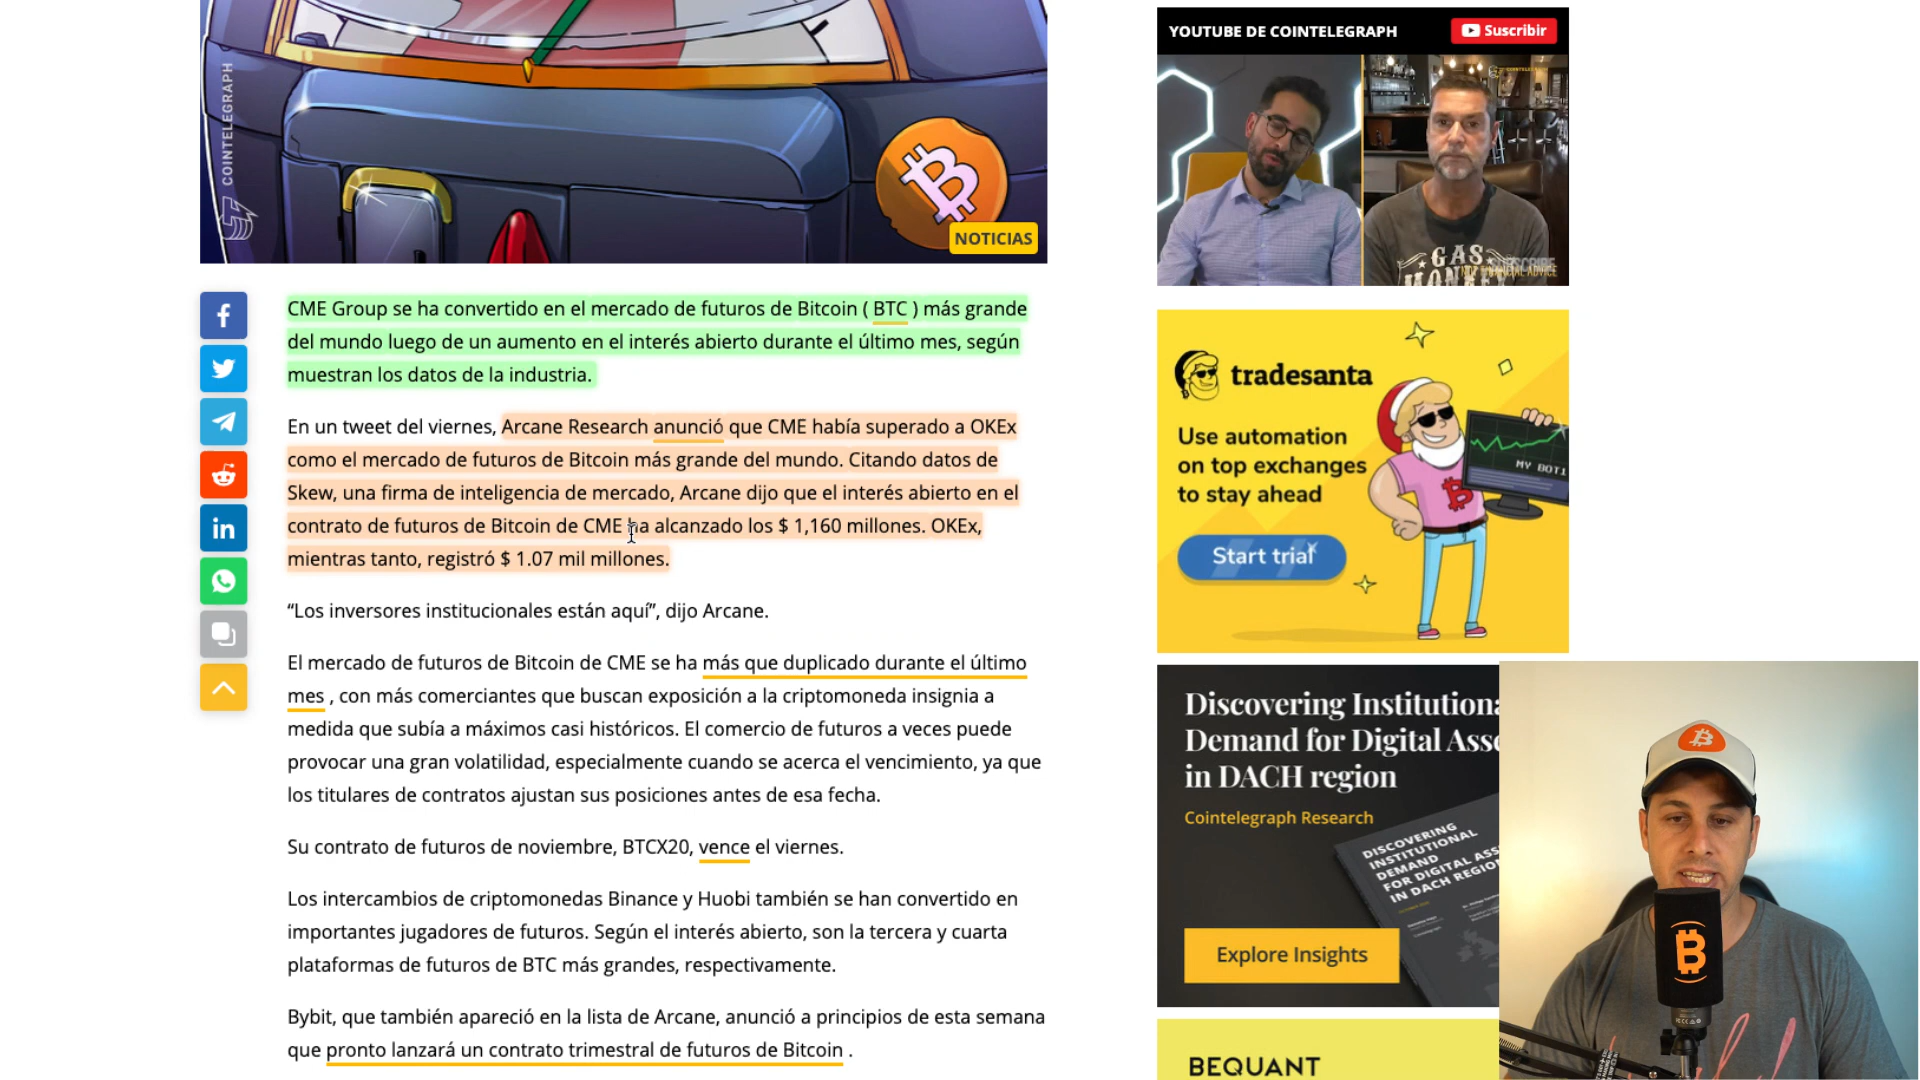 COINTELEGRAPH
NOTICIAS
CME Group se ha convertido en el mercado de futuros de Bitcoin ( BTC ) más grande
del mundo luego de un aumento en el interés abierto durante el último mes, según
muestran los datos de la industria.
En un tweet del viernes, Arcane Research anunció que CME había superado a OKEx
como el mercado de futuros de Bitcoin más grande del mundo. Citando datos de
Skew, una firma de inteligencia de mercado, Arcane dijo que el interés abierto en el
contrato de futuros de Bitcoin de CME ha alcanzado los $ 1,160 millones. OKEx,
mientras tanto, registró $ 1.07 mil millones.
“Los inversores institucionales están aquí”, dijo Arcane.
El mercado de futuros de Bitcoin de CME se ha más que duplicado durante el último
mes , con más comerciantes que buscan exposición a la criptomoneda insignia a
medida que subía a máximos casi históricos. El comercio de futuros a veces puede
provocar una gran volatilidad, especialmente cuando se acerca el vencimiento, ya que
los titulares de contratos ajustan sus posiciones antes de esa fecha.
Su contrato de futuros de noviembre, BTCX20, vence el viernes.
Los intercambios de criptomonedas Binance y Huobi también se han convertido en
importantes jugadores de futuros. Según el interés abierto, son la tercera y cuarta
plataformas de futuros de BTC más grandes, respectivamente.
Bybit, que también apareció en la lista de Arcane, anunció a principios de esta semana
que pronto lanzará un contrato trimestral de futuros de Bitcoin .
YOUTUBE DE COINTELEGRAPH
Suscribir
GAS
tradesanta
Use automation
on top exchanges
to stay ahead
MY BOT1
Start trial
Discovering Institutiona
Demand for Digital Asse
in DACH region
Cointelegraph Research
DISCOVERING
INSTITUTIONAL
DEMAND
FOR DIGITAL ASS
IN DACH REGIO
Explore Insights
BEQUANT